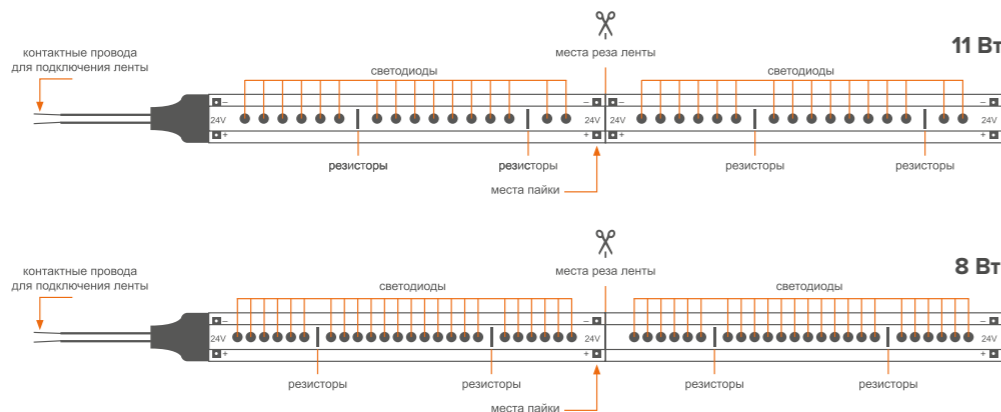 места реза ленты
11 Вт
контактные провода
для подключения ленты
светодиоды
светодиоды
– – – –
24V 24V 24V 24V
+ + + +
резисторы
резисторы
резисторы
резисторы
места пайки
места реза ленты
8 Вт
контактные провода
для подключения ленты
светодиоды
светодиоды
– – –
24V 24V 24V
+ + +
резисторы
резисторы
резисторы
резисторы
места пайки